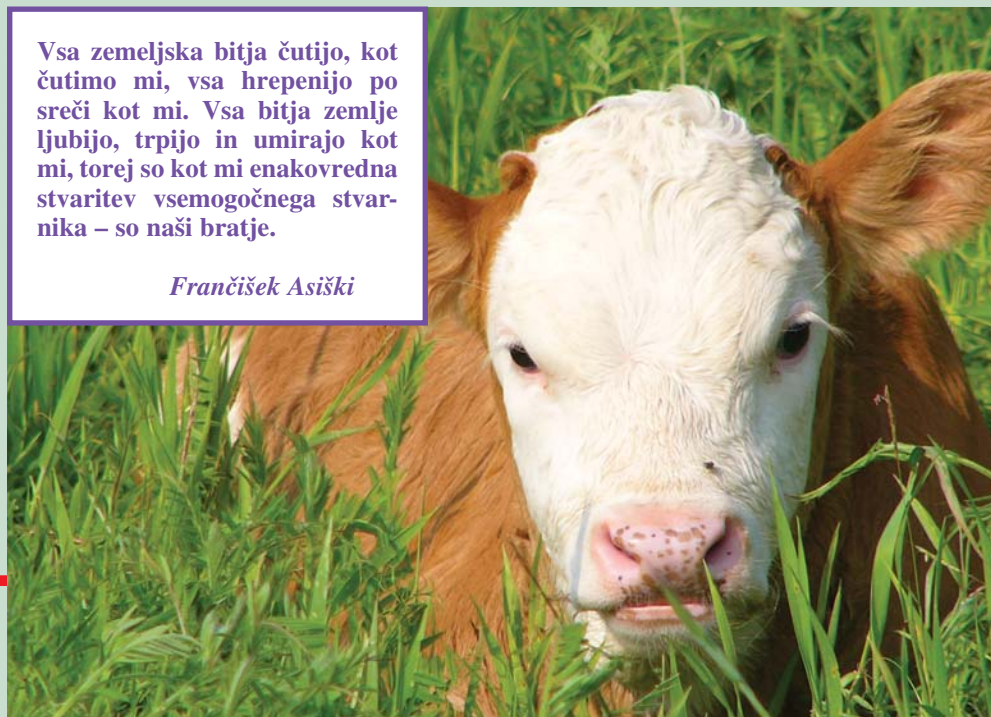 Vsa zemeljska bitja čutijo, kot
čutimo mi, vsa hrepenijo po
sreči kot mi. Vsa bitja zemlje
ljubijo, trpijo in umirajo kot
mi, torej so kot mi enakovredna
stvaritev vsemogočnega stvar-
nika – so naši bratje.
Frančišek Asiški